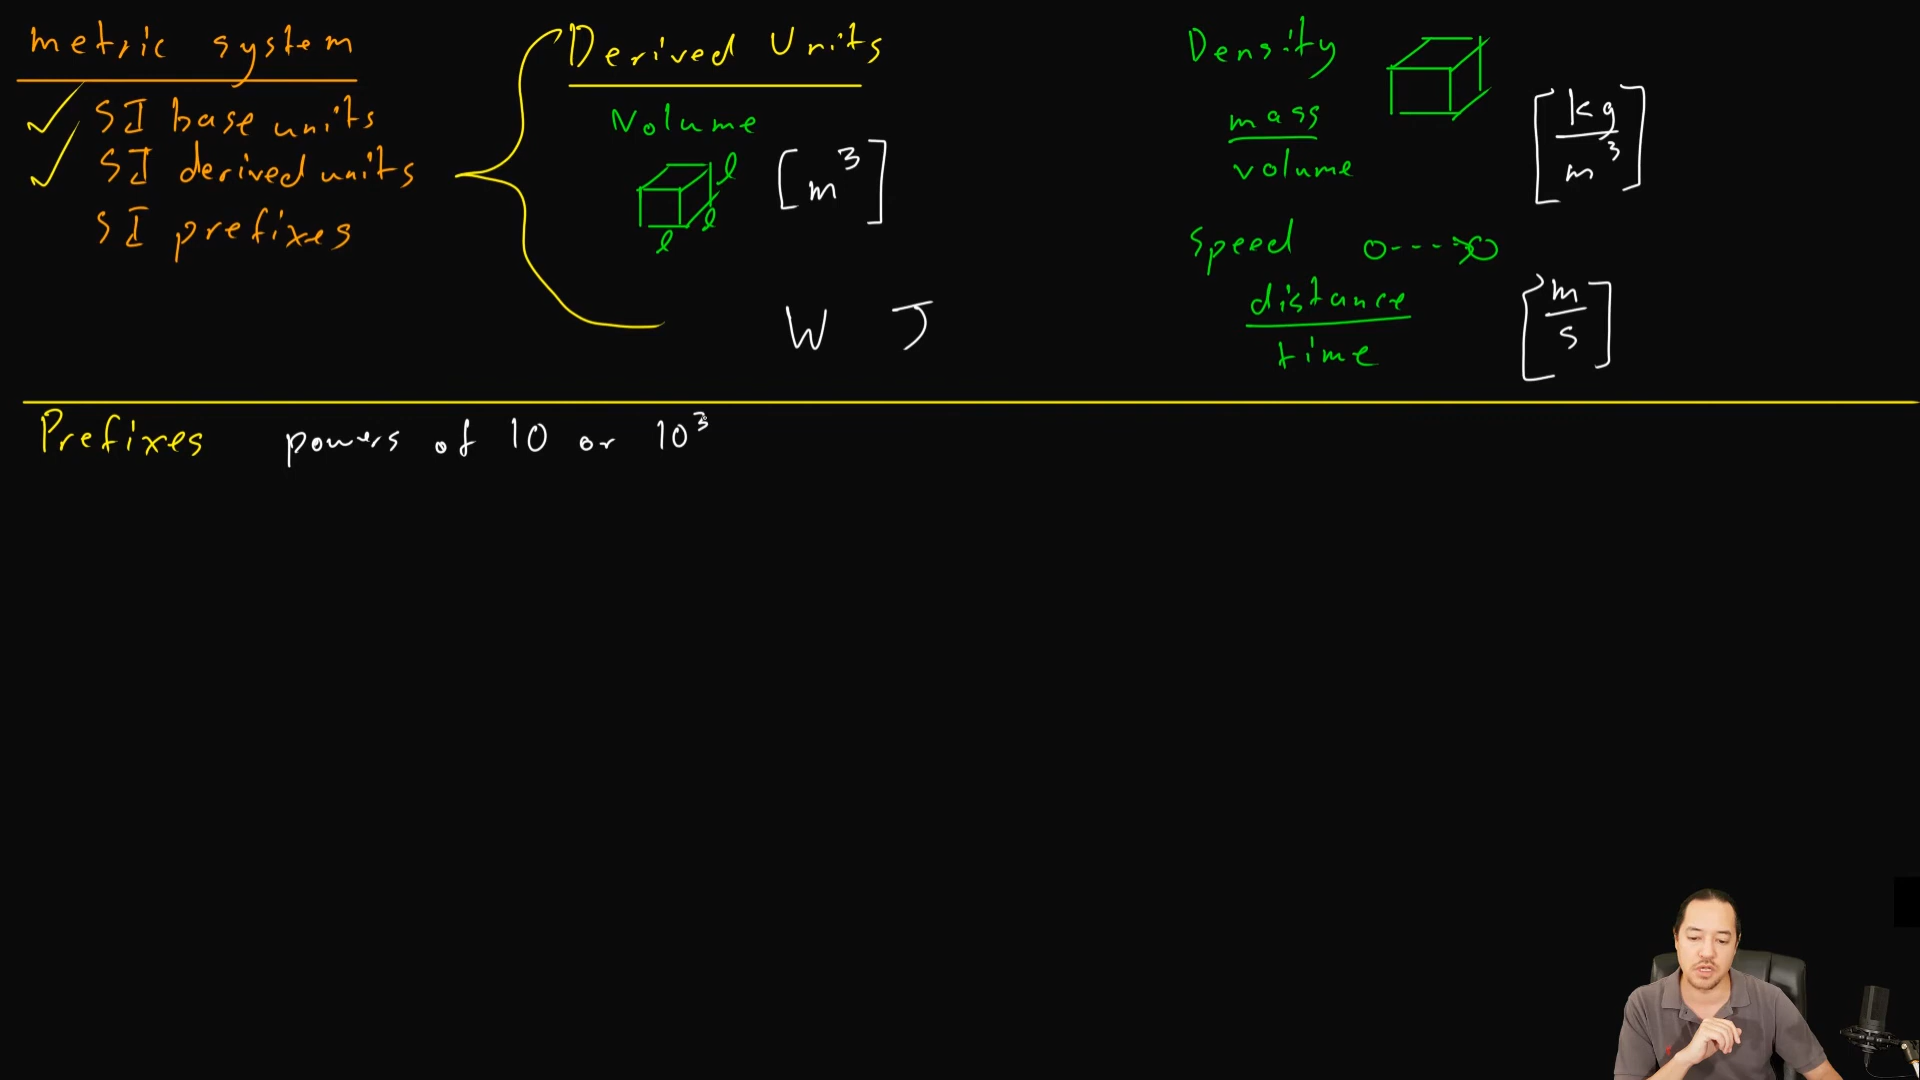 metric system
SI base units
SI derived units
SI prefixes
Derived Units
Volume
l
l
l
[m³]
W J
Density
mass
volume
[kg
m³]
Speed
distance
time
[m
s]
Prefixes powers of 10 or 10³